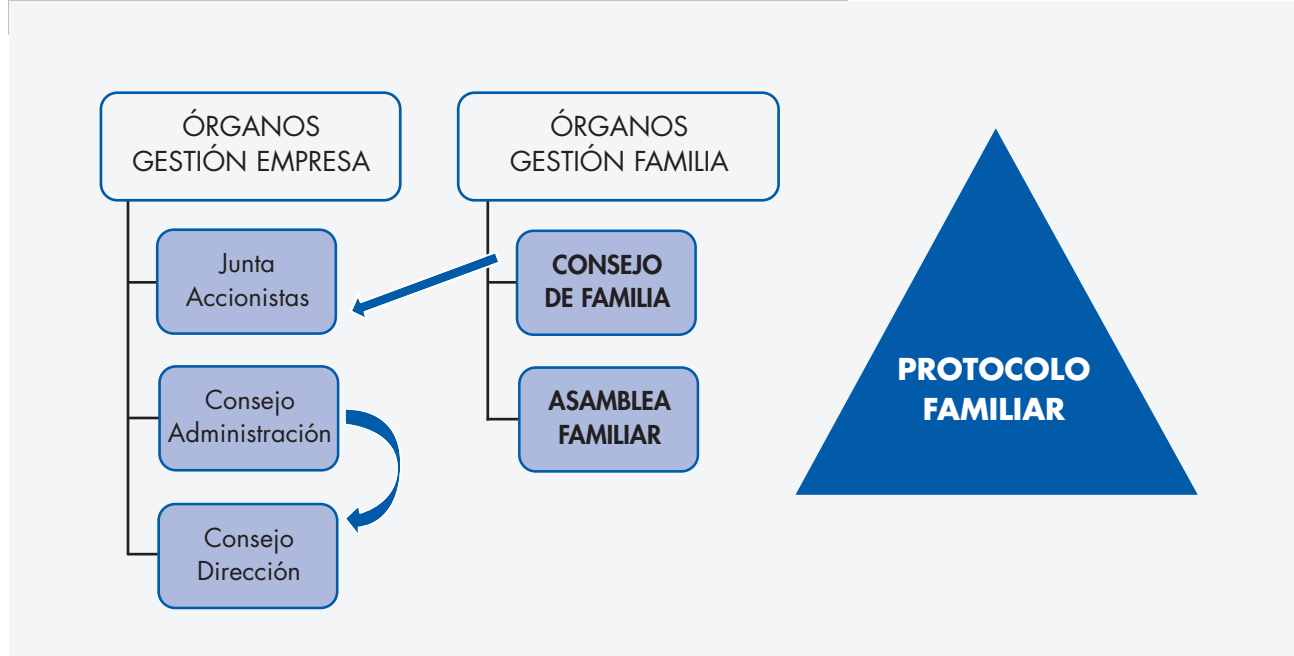 ÓRGANOS
GESTIÓN EMPRESA
Junta
Accionistas
Consejo
Administración
Consejo
Dirección
ÓRGANOS
GESTIÓN FAMILIA
CONSEJO
DE FAMILIA
ASAMBLEA
FAMILIAR
PROTOCOLO
FAMILIAR